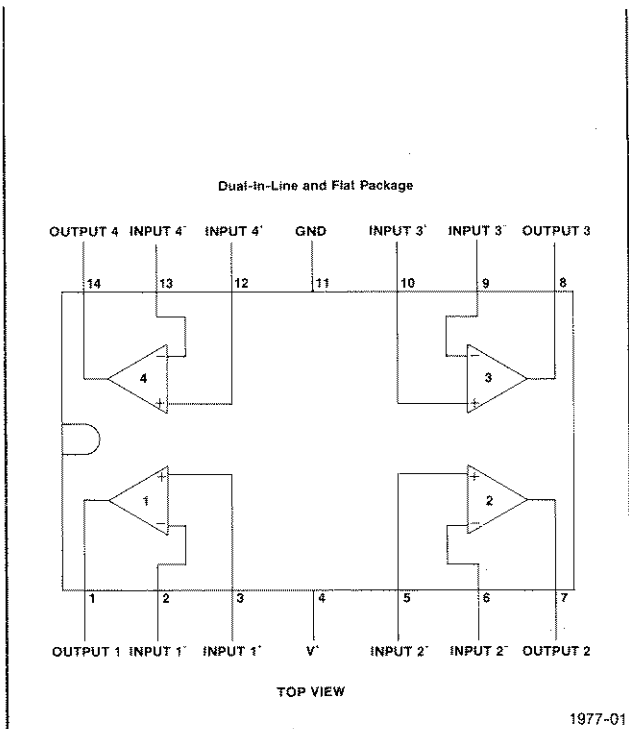 Dual-In-Line and Flat Package
OUTPUT 4 INPUT 4⁻ INPUT 4⁺ GND INPUT 3⁺ INPUT 3⁻ OUTPUT 3
14 13 12 11 10 9 8
− −
4 3
+ +
+ +
1 2
− −
1 2 3 4 5 6 7
OUTPUT 1 INPUT 1⁻ INPUT 1⁺ V⁺ INPUT 2⁻ INPUT 2⁻ OUTPUT 2
TOP VIEW
1977-01